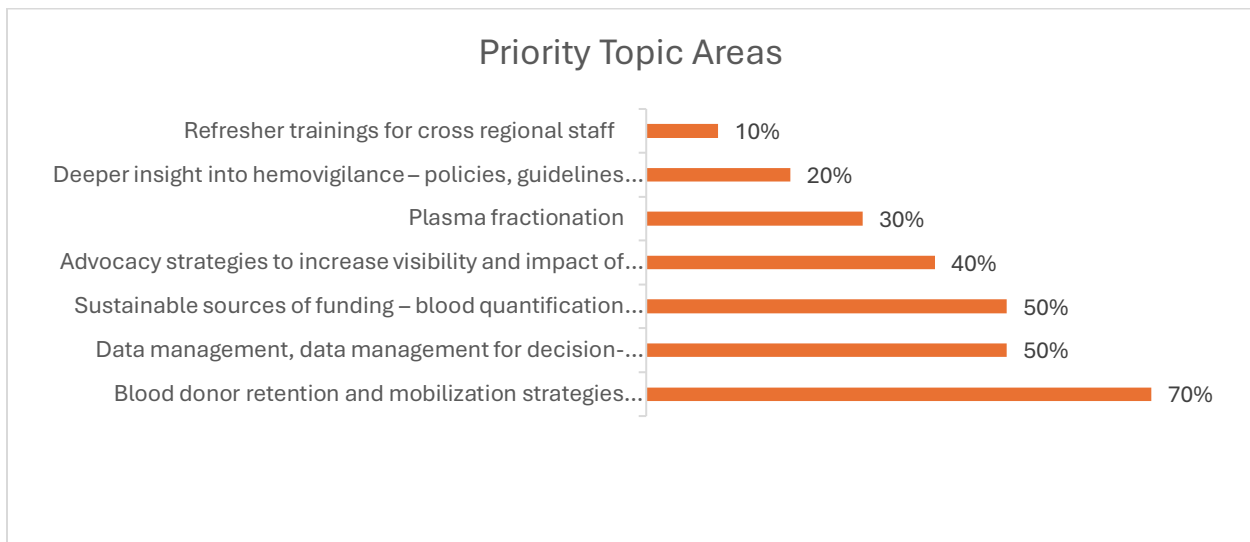 Priority Topic Areas
Refresher trainings for cross regional staff 10%
Deeper insight into hemovigilance – policies, guidelines... 20%
Plasma fractionation 30%
Advocacy strategies to increase visibility and impact of... 40%
Sustainable sources of funding – blood quantification... 50%
Data management, data management for decision-... 50%
Blood donor retention and mobilization strategies... 70%